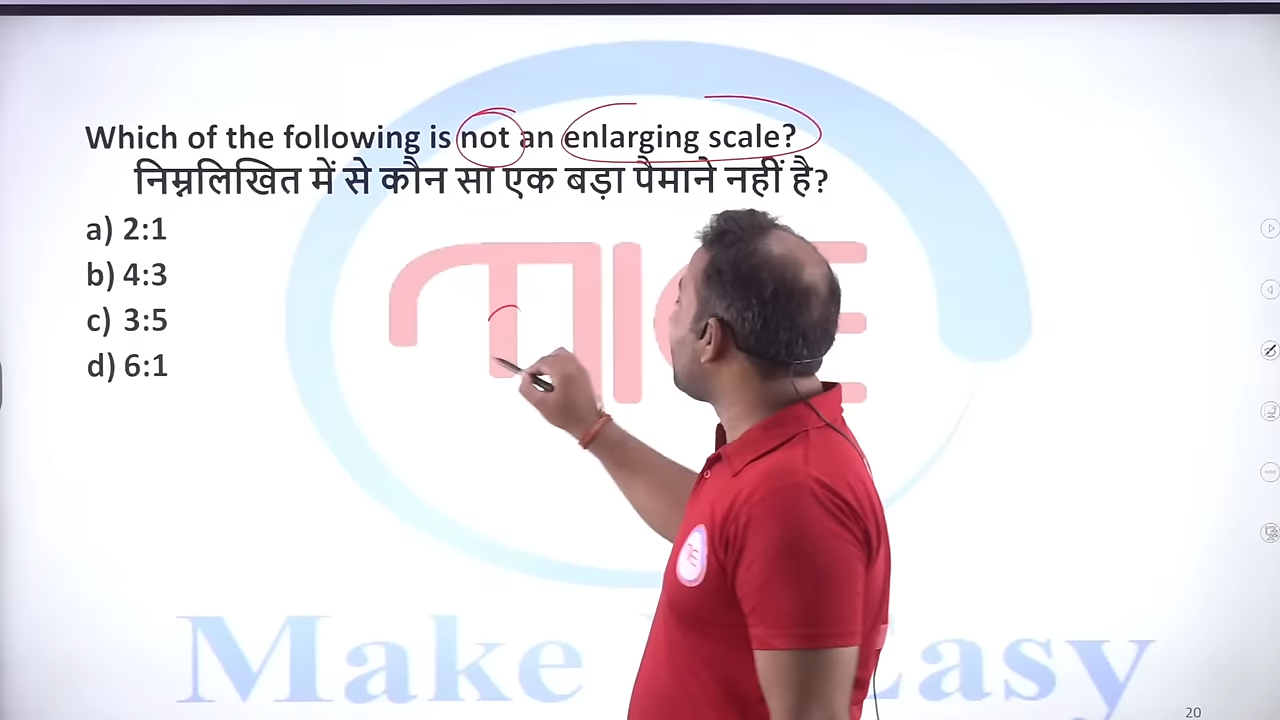 Which of the following is not an enlarging scale?
निम्नलिखित में से कौन सा एक बड़ा पैमाने नहीं है?
a) 2:1
b) 4:3
c) 3:5
d) 6:1
Make Easy
20